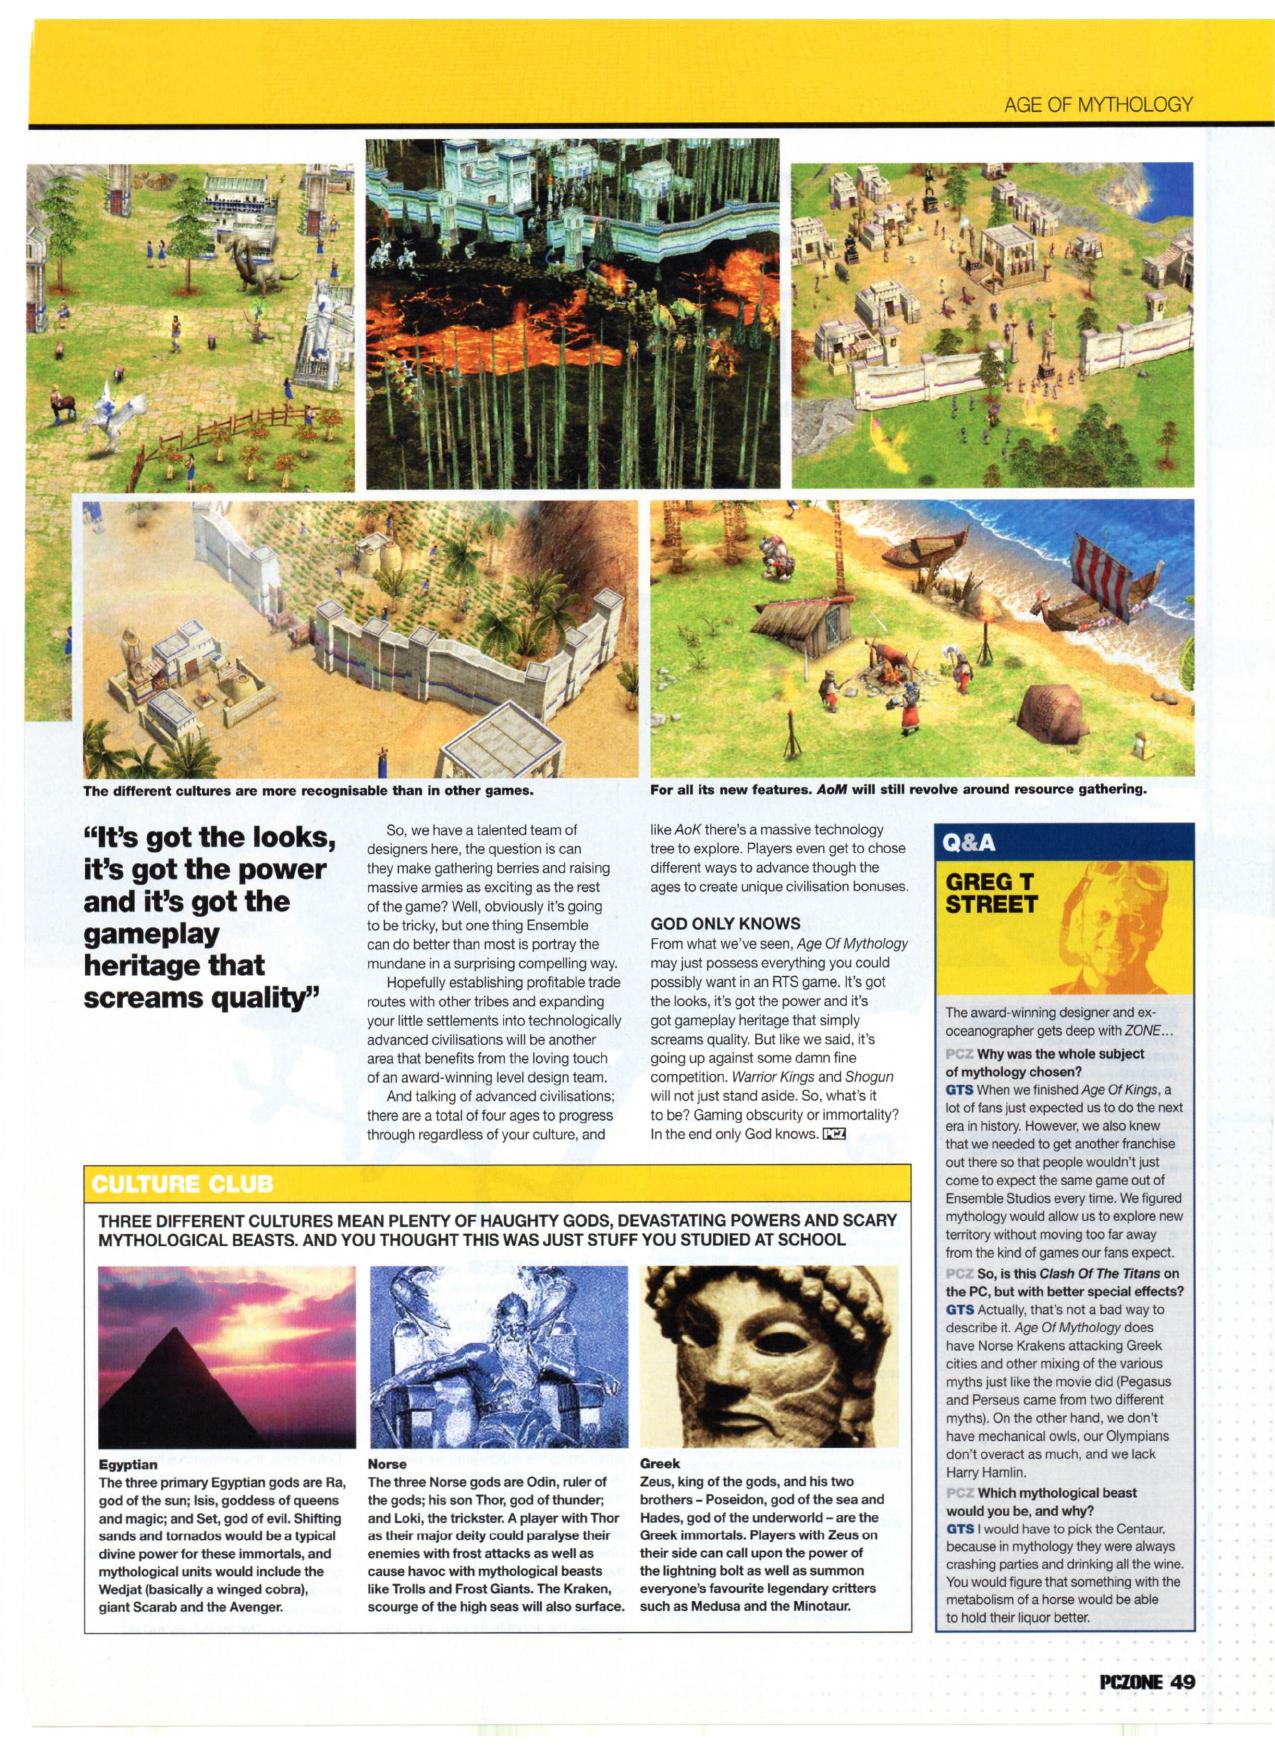 AGE OF MYTHOLOGY
The different cultures are more recognisable than in other games.
For all its new features. AoM will still revolve around resource gathering.
“It’s got the looks,
it’s got the power
and it’s got the
gameplay
heritage that
screams quality”
So, we have a talented team of
designers here, the question is can
they make gathering berries and raising
massive armies as exciting as the rest
of the game? Well, obviously it’s going
to be tricky, but one thing Ensemble
can do better than most is portray the
mundane in a surprising compelling way.
Hopefully establishing profitable trade
routes with other tribes and expanding
your little settlements into technologically
advanced civilisations will be another
area that benefits from the loving touch
of an award-winning level design team.
And talking of advanced civilisations;
there are a total of four ages to progress
through regardless of your culture, and
like AoK there’s a massive technology
tree to explore. Players even get to chose
different ways to advance though the
ages to create unique civilisation bonuses.
GOD ONLY KNOWS
From what we’ve seen, Age Of Mythology
may just possess everything you could
possibly want in an RTS game. It’s got
the looks, it’s got the power and it’s
got gameplay heritage that simply
screams quality. But like we said, it’s
going up against some damn fine
competition. Warrior Kings and Shogun
will not just stand aside. So, what’s it
to be? Gaming obscurity or immortality?
In the end only God knows. PCZ
CULTURE CLUB
THREE DIFFERENT CULTURES MEAN PLENTY OF HAUGHTY GODS, DEVASTATING POWERS AND SCARY
MYTHOLOGICAL BEASTS. AND YOU THOUGHT THIS WAS JUST STUFF YOU STUDIED AT SCHOOL
Egyptian
The three primary Egyptian gods are Ra,
god of the sun; Isis, goddess of queens
and magic; and Set, god of evil. Shifting
sands and tornados would be a typical
divine power for these immortals, and
mythological units would include the
Wedjat (basically a winged cobra),
giant Scarab and the Avenger.
Norse
The three Norse gods are Odin, ruler of
the gods; his son Thor, god of thunder;
and Loki, the trickster. A player with Thor
as their major deity could paralyse their
enemies with frost attacks as well as
cause havoc with mythological beasts
like Trolls and Frost Giants. The Kraken,
scourge of the high seas will also surface.
Greek
Zeus, king of the gods, and his two
brothers – Poseidon, god of the sea and
Hades, god of the underworld – are the
Greek immortals. Players with Zeus on
their side can call upon the power of
the lightning bolt as well as summon
everyone’s favourite legendary critters
such as Medusa and the Minotaur.
Q&A
GREG T
STREET
The award-winning designer and ex-
oceanographer gets deep with ZONE...
PCZ Why was the whole subject
of mythology chosen?
GTS When we finished Age Of Kings, a
lot of fans just expected us to do the next
era in history. However, we also knew
that we needed to get another franchise
out there so that people wouldn’t just
come to expect the same game out of
Ensemble Studios every time. We figured
mythology would allow us to explore new
territory without moving too far away
from the kind of games our fans expect.
PCZ So, is this Clash Of The Titans on
the PC, but with better special effects?
GTS Actually, that’s not a bad way to
describe it. Age Of Mythology does
have Norse Krakens attacking Greek
cities and other mixing of the various
myths just like the movie did (Pegasus
and Perseus came from two different
myths). On the other hand, we don’t
have mechanical owls, our Olympians
don’t overact as much, and we lack
Harry Hamlin.
PCZ Which mythological beast
would you be, and why?
GTS I would have to pick the Centaur,
because in mythology they were always
crashing parties and drinking all the wine.
You would figure that something with the
metabolism of a horse would be able
to hold their liquor better.
PCZONE 49